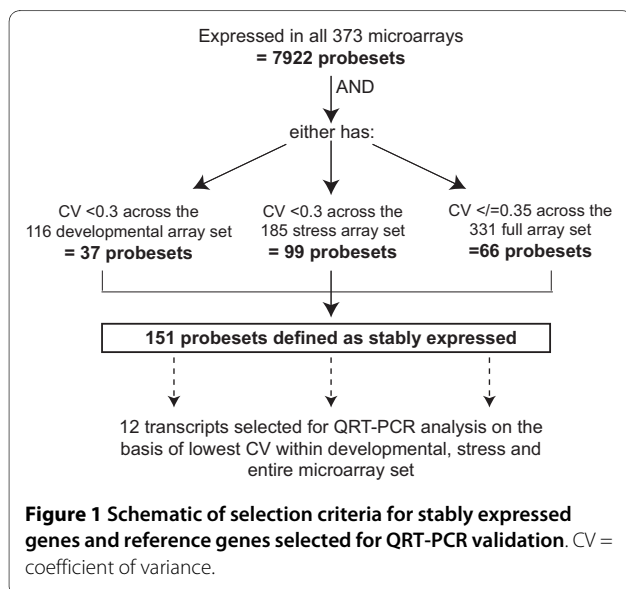 Expressed in all 373 microarrays
= 7922 probesets
AND
either has:
CV <0.3 across the
116 developmental array set
= 37 probesets
CV <0.3 across the
185 stress array set
= 99 probesets
CV </=0.35 across the
331 full array set
=66 probesets
151 probesets defined as stably expressed
12 transcripts selected for QRT-PCR analysis on the
basis of lowest CV within developmental, stress and
entire microarray set
Figure 1 Schematic of selection criteria for stably expressed
genes and reference genes selected for QRT-PCR validation. CV =
coefficient of variance.